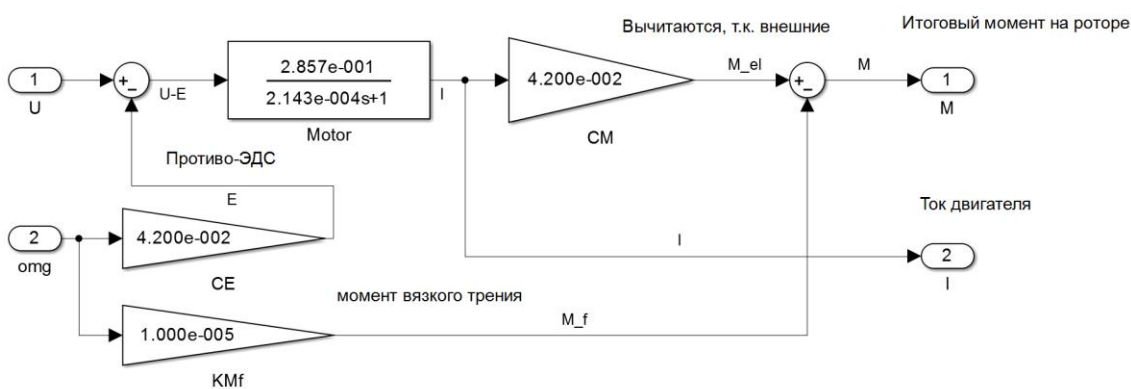 Вычитаются, т.к. внешние
Итоговый момент на роторе
1
U
U-E
2.857e-001
2.143e-004s+1
Motor
I
4.200e-002
CM
M_el
M
1
M
Противо-ЭДС
E
2
omg
4.200e-002
CE
Ток двигателя
I
2
I
момент вязкого трения
M_f
1.000e-005
KMf